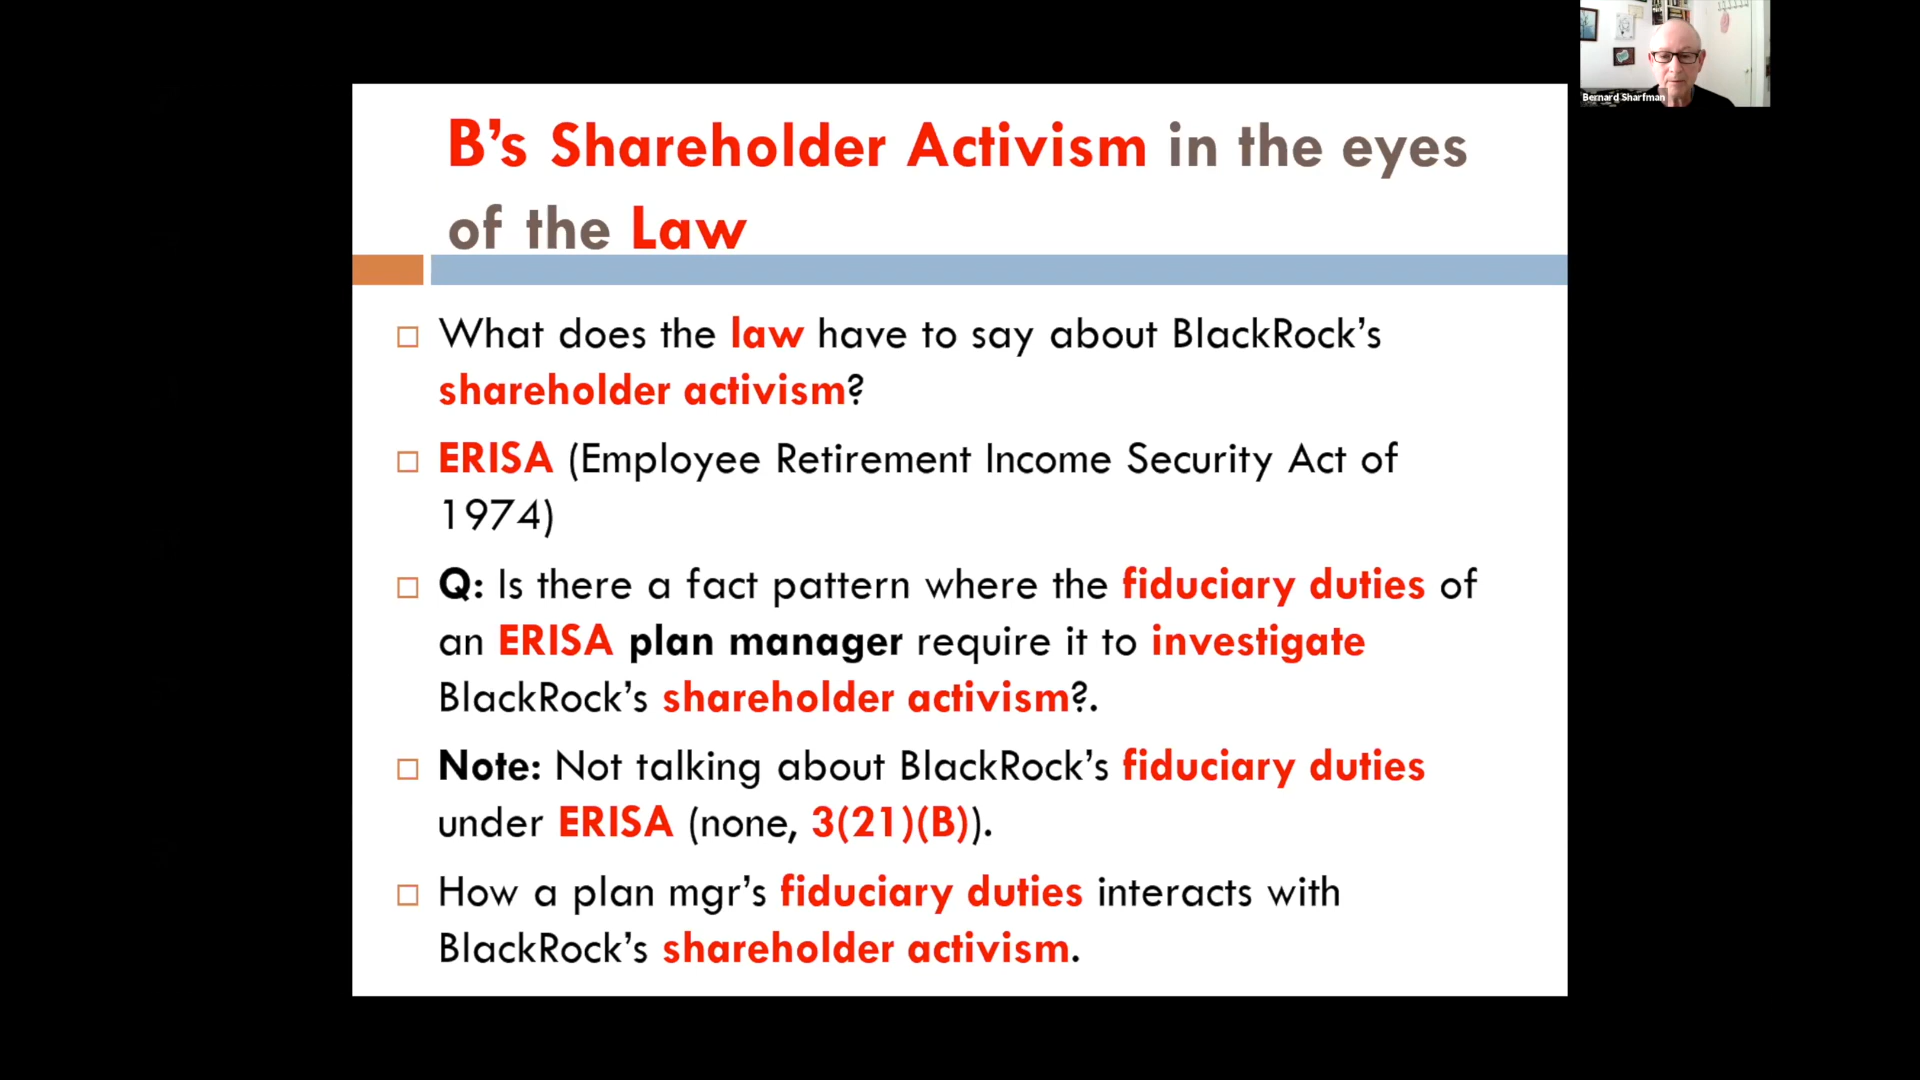 Bernard Sharfman
B's Shareholder Activism in the eyes
of the Law
What does the law have to say about BlackRock's
shareholder activism?
ERISA (Employee Retirement Income Security Act of
1974)
Q: Is there a fact pattern where the fiduciary duties of
an ERISA plan manager require it to investigate
BlackRock's shareholder activism?.
Note: Not talking about BlackRock's fiduciary duties
under ERISA (none, 3(21)(B)).
How a plan mgr's fiduciary duties interacts with
BlackRock's shareholder activism.